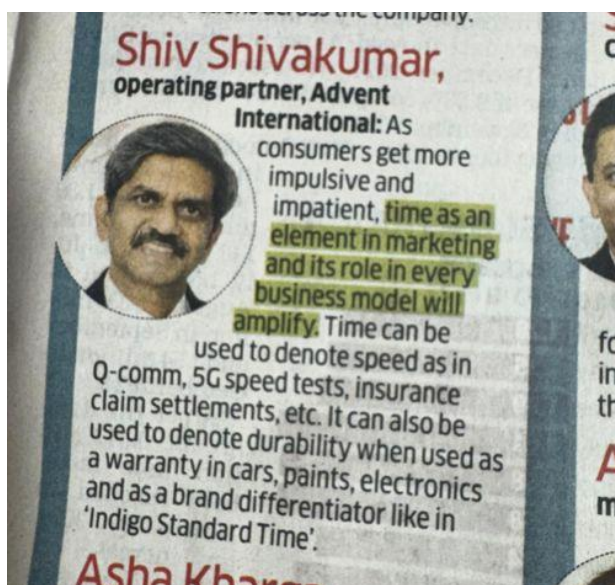 the company.
Shiv Shivakumar,
operating partner, Advent
International: As
consumers get more
impulsive and
impatient, time as an
element in marketing
and its role in every
business model will
amplify. Time can be
used to denote speed as in
Q-comm, 5G speed tests, insurance
claim settlements, etc. It can also be
used to denote durability when used as
a warranty in cars, paints, electronics
and as a brand differentiator like in
‘Indigo Standard Time’.
Asha